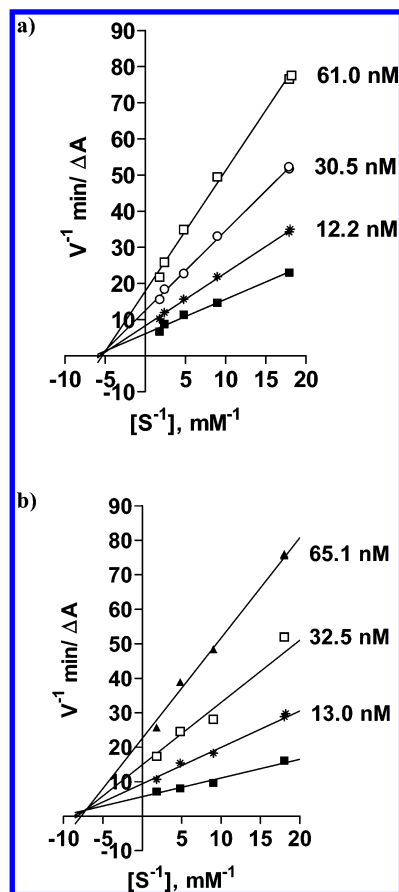 a)
90
80
70
60
50
40
30
20
10
-10
V⁻¹ min/ ΔA
61.0 nM
30.5 nM
12.2 nM
-10 -5 5 10 15 20
[S⁻¹], mM⁻¹
b)
90
80
70
60
50
40
30
20
10
-10
V⁻¹ min/ ΔA
65.1 nM
32.5 nM
13.0 nM
-10 -5 5 10 15 20
[S⁻¹], mM⁻¹